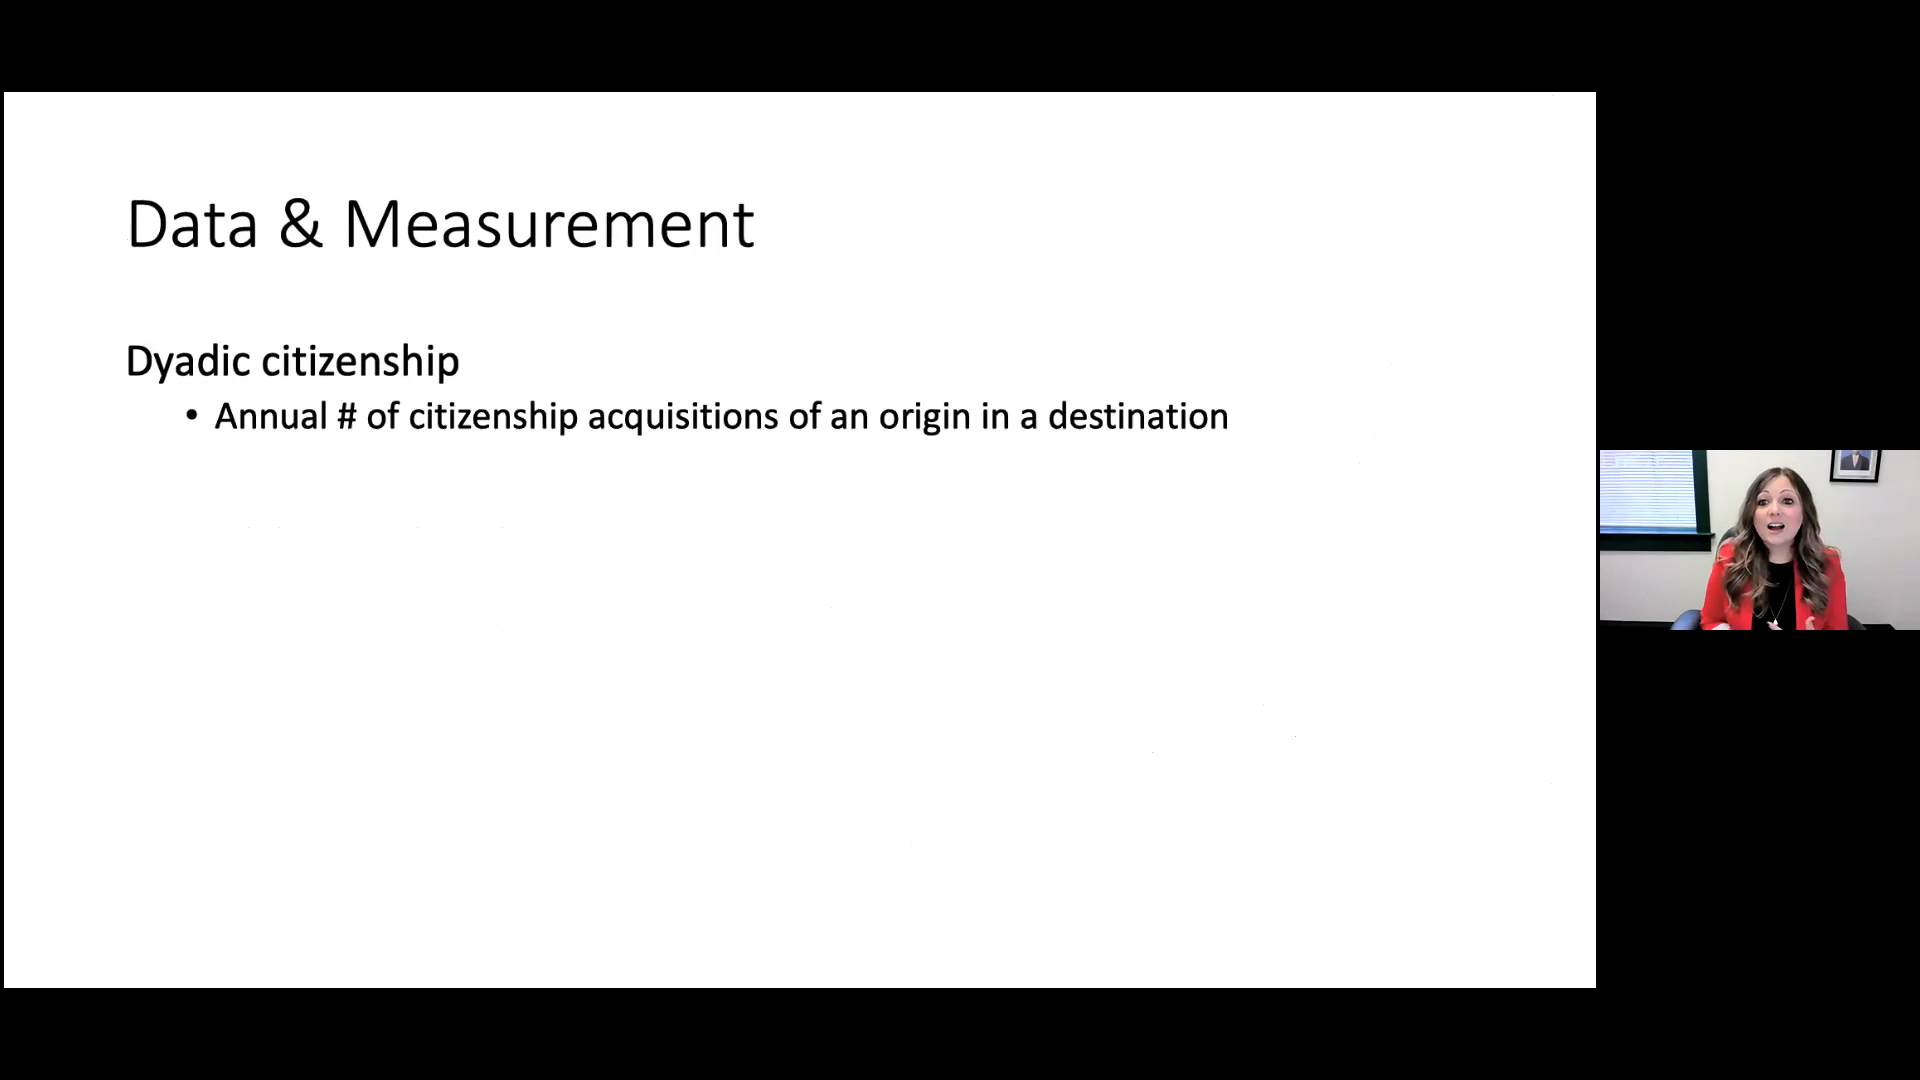 Data & Measurement
Dyadic citizenship
• Annual # of citizenship acquisitions of an origin in a destination